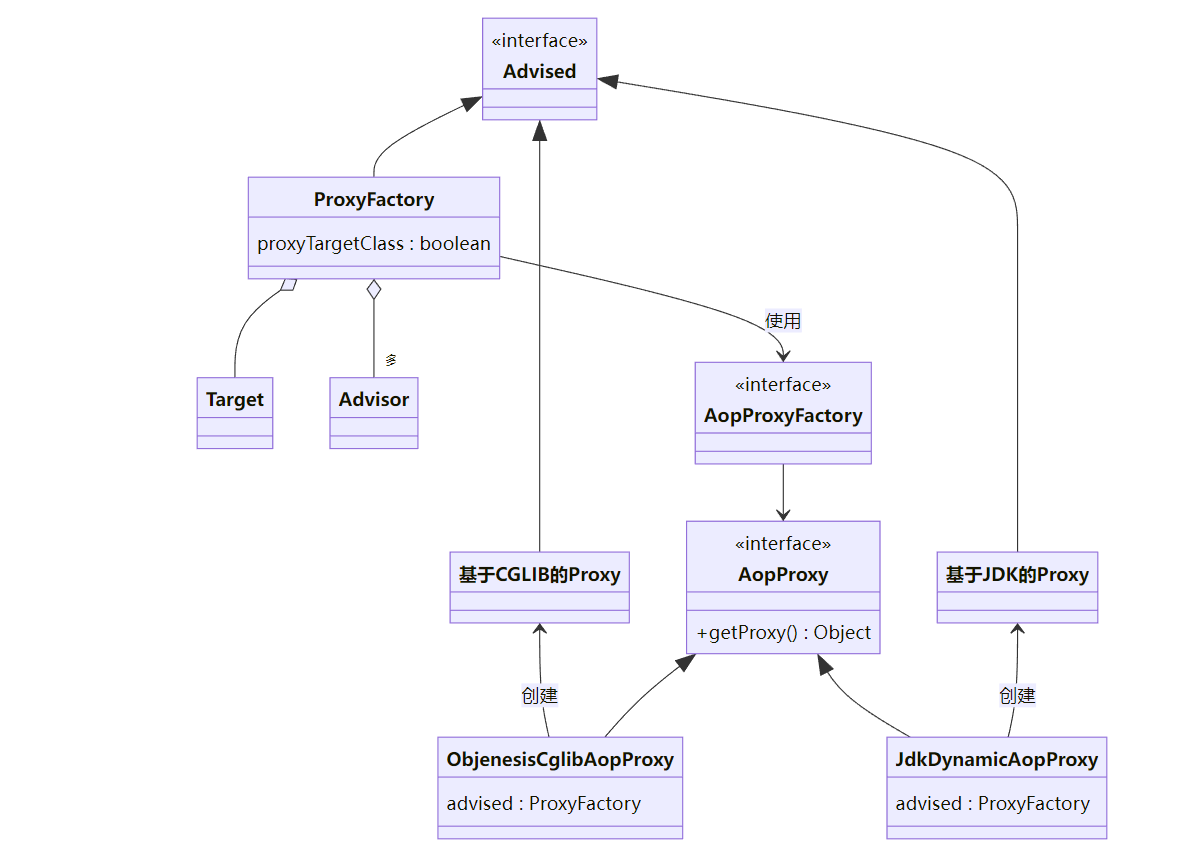 «interface»
Advised
ProxyFactory
proxyTargetClass : boolean
使用
多
Target
Advisor
«interface»
AopProxyFactory
«interface»
AopProxy
+getProxy() : Object
基于CGLIB的Proxy
基于JDK的Proxy
创建
创建
ObjenesisCglibAopProxy
advised : ProxyFactory
JdkDynamicAopProxy
advised : ProxyFactory